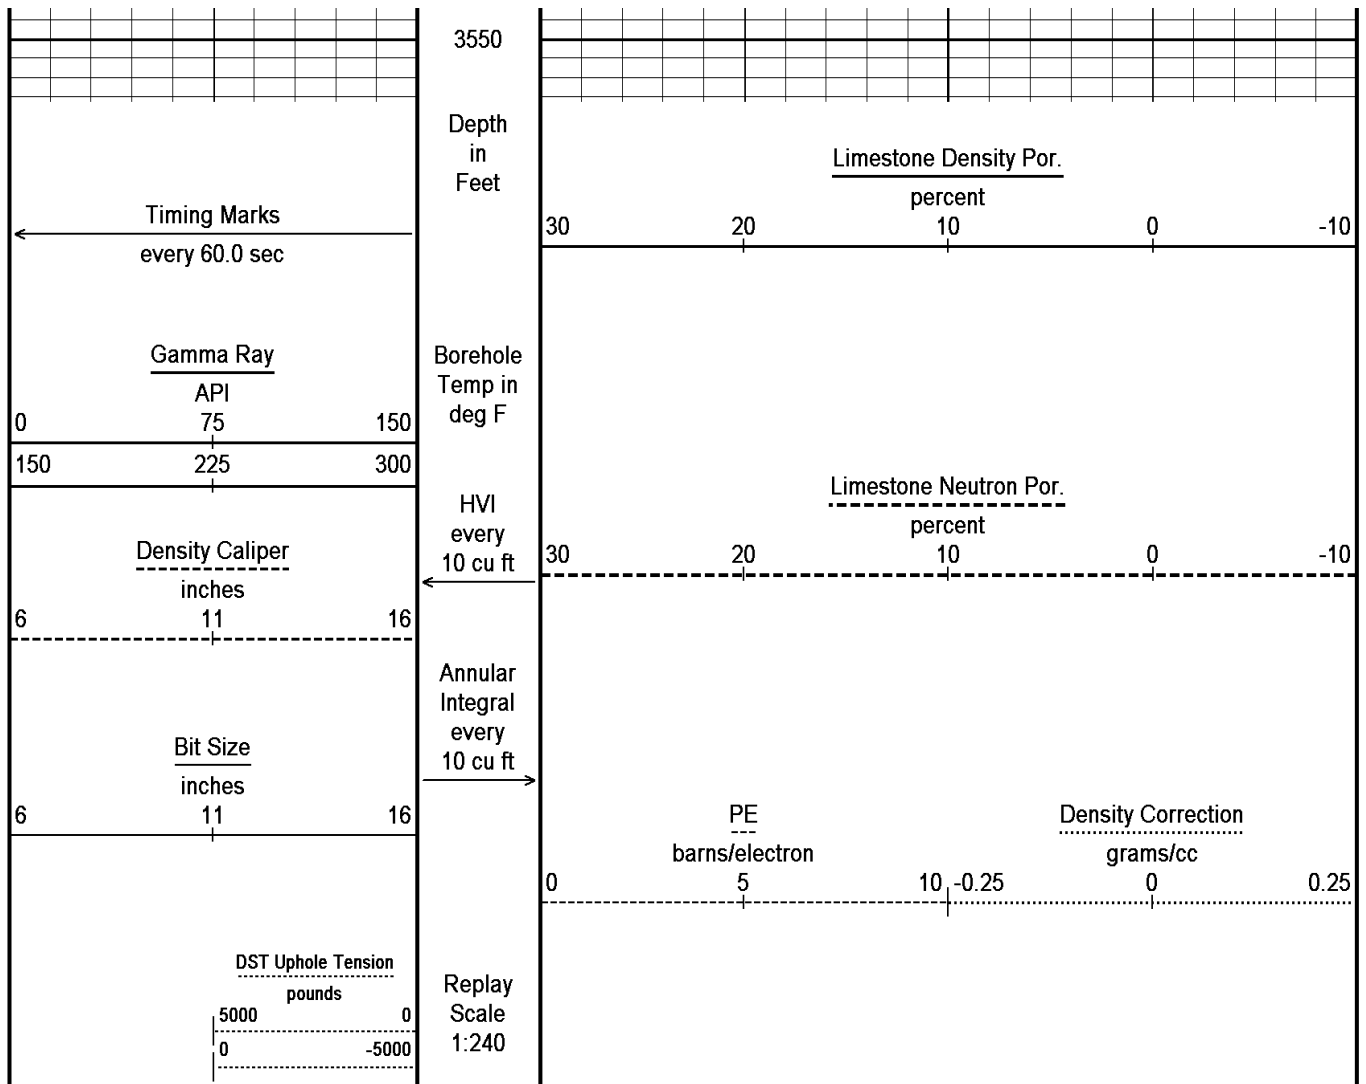 3550
Depth
in
Feet
Limestone Density Por.
percent
30 20 10 0 -10
Timing Marks
every 60.0 sec
Gamma Ray
API
0 75 150
150 225 300
Borehole
Temp in
deg F
Limestone Neutron Por.
percent
30 20 10 0 -10
HVI
every
10 cu ft
Density Caliper
inches
6 11 16
Annular
Integral
every
10 cu ft
Bit Size
inches
6 11 16
PE
barns/electron
0 5 10
Density Correction
grams/cc
-0.25 0 0.25
DST Uphole Tension
pounds
5000 0
0 -5000
Replay
Scale
1:240